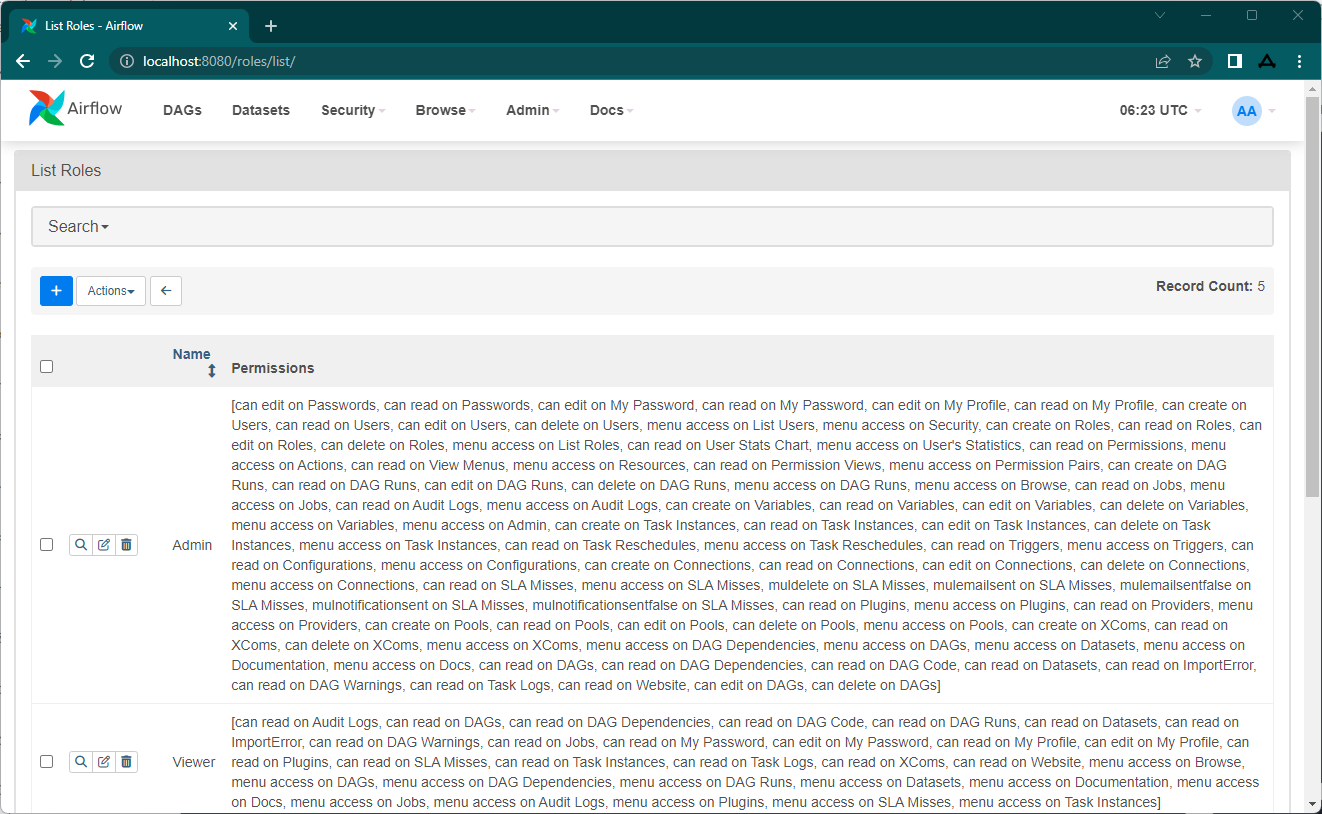 List Roles - Airflow
localhost:8080/roles/list/
Airflow DAGs Datasets Security Browse Admin Docs 06:23 UTC AA
List Roles
Search
Actions Record Count: 5
Name
Permissions
[can edit on Passwords, can read on Passwords, can edit on My Password, can read on My Password, can edit on My Profile, can read on My Profile, can create on
Users, can read on Users, can edit on Users, can delete on Users, menu access on List Users, menu access on Security, can create on Roles, can read on Roles, can
edit on Roles, can delete on Roles, menu access on List Roles, can read on User Stats Chart, menu access on User's Statistics, can read on Permissions, menu
access on Actions, can read on View Menus, menu access on Resources, can read on Permission Views, menu access on Permission Pairs, can create on DAG
Runs, can read on DAG Runs, can edit on DAG Runs, can delete on DAG Runs, menu access on DAG Runs, menu access on Browse, can read on Jobs, menu
access on Jobs, can read on Audit Logs, menu access on Audit Logs, can create on Variables, can read on Variables, can edit on Variables, can delete on Variables,
menu access on Variables, menu access on Admin, can create on Task Instances, can read on Task Instances, can edit on Task Instances, can delete on Task
Admin Instances, menu access on Task Instances, can read on Task Reschedules, menu access on Task Reschedules, can read on Triggers, menu access on Triggers, can
read on Configurations, menu access on Configurations, can create on Connections, can read on Connections, can edit on Connections, can delete on Connections,
menu access on Connections, can read on SLA Misses, menu access on SLA Misses, muldelete on SLA Misses, mulemailsent on SLA Misses, mulemailsentfalse on
SLA Misses, mulnotificationsent on SLA Misses, mulnotificationsentfalse on SLA Misses, can read on Plugins, menu access on Plugins, can read on Providers, menu
access on Providers, can create on Pools, can read on Pools, can edit on Pools, can delete on Pools, menu access on Pools, can create on XComs, can read on
XComs, can delete on XComs, menu access on XComs, menu access on DAG Dependencies, menu access on DAGs, menu access on Datasets, menu access on
Documentation, menu access on Docs, can read on DAGs, can read on DAG Dependencies, can read on DAG Code, can read on Datasets, can read on ImportError,
can read on DAG Warnings, can read on Task Logs, can read on Website, can edit on DAGs, can delete on DAGs]
[can read on Audit Logs, can read on DAGs, can read on DAG Dependencies, can read on DAG Code, can read on DAG Runs, can read on Datasets, can read on
ImportError, can read on DAG Warnings, can read on Jobs, can read on My Password, can edit on My Password, can read on My Profile, can edit on My Profile, can
Viewer read on Plugins, can read on SLA Misses, can read on Task Instances, can read on Task Logs, can read on XComs, can read on Website, menu access on Browse,
menu access on DAGs, menu access on DAG Dependencies, menu access on DAG Runs, menu access on Datasets, menu access on Documentation, menu access
on Docs, menu access on Jobs, menu access on Audit Logs, menu access on Plugins, menu access on SLA Misses, menu access on Task Instances]